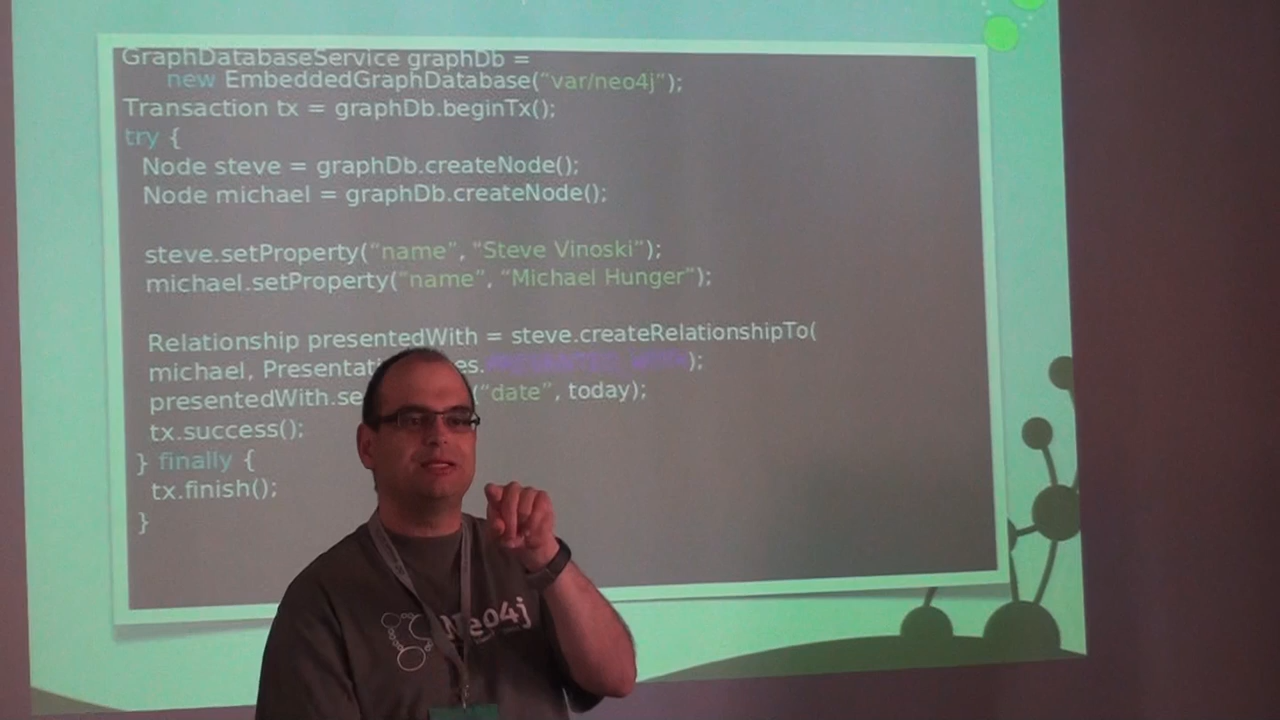 GraphDatabaseService graphDb =
new EmbeddedGraphDatabase(“var/neo4j”);
Transaction tx = graphDb.beginTx();
try {
Node steve = graphDb.createNode();
Node michael = graphDb.createNode();
steve.setProperty(“name”, “Steve Vinoski”);
michael.setProperty(“name”, “Michael Hunger”);
Relationship presentedWith = steve.createRelationshipTo(
michael, Presentati es. );
presentedWith.se (“date”, today);
tx.success();
} finally {
tx.finish();
}
Neo4j